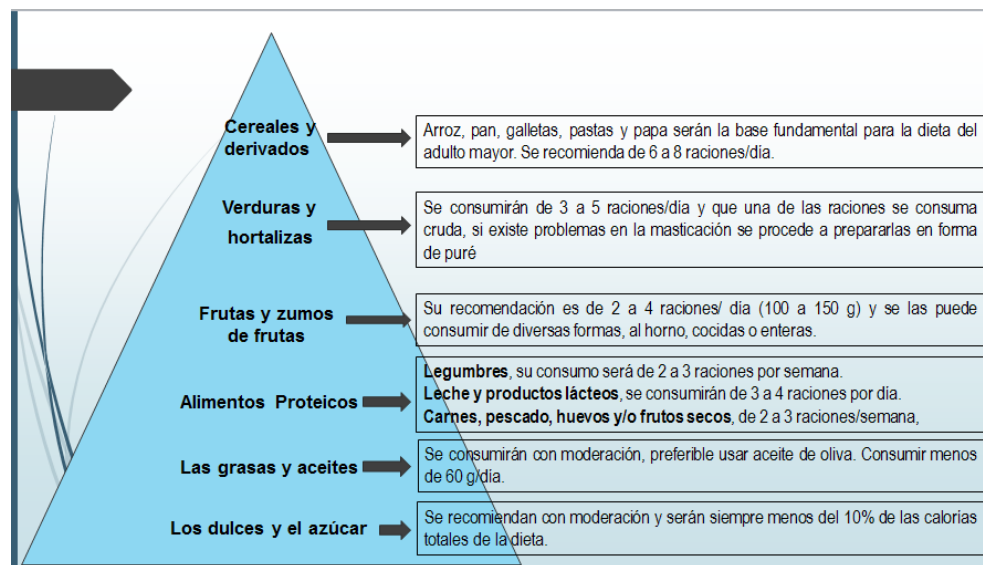 Cereales y
derivados
Arroz, pan, galletas, pastas y papa serán la base fundamental para la dieta del
adulto mayor. Se recomienda de 6 a 8 raciones/día.
Verduras y
hortalizas
Se consumirán de 3 a 5 raciones/día y que una de las raciones se consuma
cruda, si existe problemas en la masticación se procede a prepararlas en forma
de puré
Frutas y zumos
de frutas
Su recomendación es de 2 a 4 raciones/ día (100 a 150 g) y se las puede
consumir de diversas formas, al horno, cocidas o enteras.
Alimentos Proteicos
Legumbres, su consumo será de 2 a 3 raciones por semana.
Leche y productos lácteos, se consumirán de 3 a 4 raciones por día.
Carnes, pescado, huevos y/o frutos secos, de 2 a 3 raciones/semana,
Las grasas y aceites
Se consumirán con moderación, preferible usar aceite de oliva. Consumir menos
de 60 g/día.
Los dulces y el azúcar
Se recomiendan con moderación y serán siempre menos del 10% de las calorías
totales de la dieta.